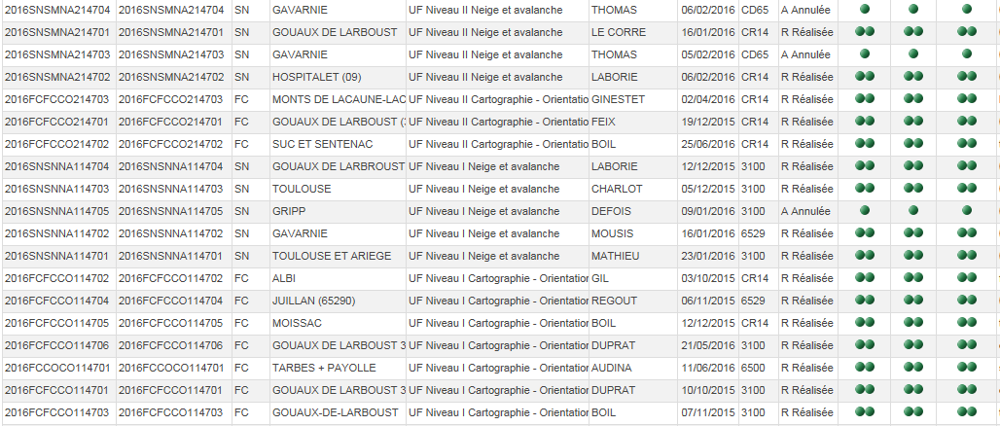 2016SNSMNA214704 2016SNSMNA214704 SN GAVARNIE UF Niveau II Neige et avalanche THOMAS 06/02/2016 CD65 A Annulée
2016SNSMNA214701 2016SNSMNA214701 SN GOUAUX DE LARBOUST UF Niveau II Neige et avalanche LE CORRE 16/01/2016 CR14 R Réalisée
2016SNSMNA214703 2016SNSMNA214703 SN GAVARNIE UF Niveau II Neige et avalanche THOMAS 05/02/2016 CD65 A Annulée
2016SNSMNA214702 2016SNSMNA214702 SN HOSPITALET (09) UF Niveau II Neige et avalanche LABORIE 06/02/2016 CR14 R Réalisée
2016FCFCCO214703 2016FCFCCO214703 FC MONTS DE LACAUNE-LAC UF Niveau II Cartographie - Orientation GINESTET 02/04/2016 CR14 R Réalisée
2016FCFCCO214701 2016FCFCCO214701 FC GOUAUX DE LARBOUST (3 UF Niveau II Cartographie - Orientation FEIX 19/12/2015 CR14 R Réalisée
2016FCFCCO214702 2016FCFCCO214702 FC SUC ET SENTENAC UF Niveau II Cartographie - Orientation BOIL 25/06/2016 CR14 R Réalisée
2016SNSNNA114704 2016SNSNNA114704 SN GOUAUX DE LARBROUST UF Niveau I Neige et avalanche LABORIE 12/12/2015 3100 R Réalisée
2016SNSNNA114703 2016SNSNNA114703 SN TOULOUSE UF Niveau I Neige et avalanche CHARLOT 05/12/2015 3100 R Réalisée
2016SNSNNA114705 2016SNSNNA114705 SN GRIPP UF Niveau I Neige et avalanche DEFOIS 09/01/2016 3100 A Annulée
2016SNSNNA114702 2016SNSNNA114702 SN GAVARNIE UF Niveau I Neige et avalanche MOUSIS 16/01/2016 6529 R Réalisée
2016SNSNNA114701 2016SNSNNA114701 SN TOULOUSE ET ARIEGE UF Niveau I Neige et avalanche MATHIEU 23/01/2016 3100 R Réalisée
2016FCFCCO114702 2016FCFCCO114702 FC ALBI UF Niveau I Cartographie - Orientation GIL 03/10/2015 CR14 R Réalisée
2016FCFCCO114704 2016FCFCCO114704 FC JUILLAN (65290) UF Niveau I Cartographie - Orientation REGOUT 06/11/2015 6529 R Réalisée
2016FCFCCO114705 2016FCFCCO114705 FC MOISSAC UF Niveau I Cartographie - Orientation BOIL 12/12/2015 CR14 R Réalisée
2016FCFCCO114706 2016FCFCCO114706 FC GOUAUX DE LARBOUST 3 UF Niveau I Cartographie - Orientation DUPRAT 21/05/2016 3100 R Réalisée
2016FCCOCO114701 2016FCCOCO114701 FC TARBES + PAYOLLE UF Niveau I Cartographie - Orientation AUDINA 11/06/2016 6500 R Réalisée
2016FCFCCO114701 2016FCFCCO114701 FC GOUAUX DE LARBOUST 3 UF Niveau I Cartographie - Orientation DUPRAT 10/10/2015 3100 R Réalisée
2016FCFCCO114703 2016FCFCCO114703 FC GOUAUX-DE-LARBOUST UF Niveau I Cartographie - Orientation BOIL 07/11/2015 3100 R Réalisée